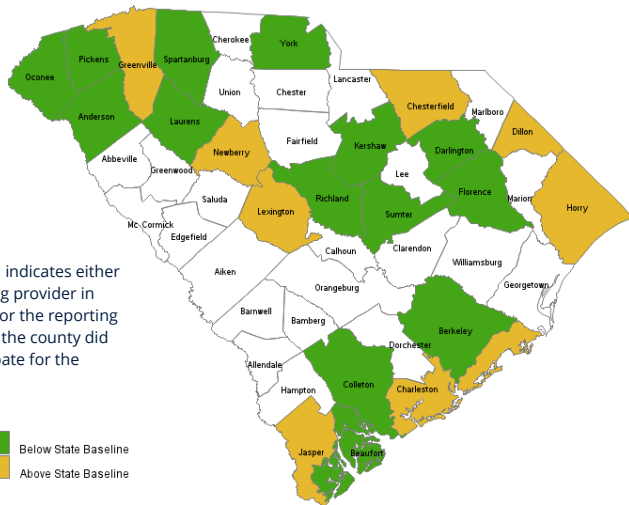 Cherokee
York
Pickens
Greenville
Spartanburg
Oconee
Lancaster
Union
Chester
Chesterfield
Anderson
Laurens
Marlboro
Dillon
Fairfield
Kershaw
Darlington
Newberry
Abbeville
Greenwood
Lee
Florence
Saluda
Richland
Marion
Horry
Lexington
Sumter
Mc Cormick
Edgefield
Calhoun
Clarendon
Williamsburg
Aiken
Orangeburg
Georgetown
Barnwell
Bamberg
Berkeley
Dorchester
Allendale
Hampton
Colleton
Charleston
Jasper
Beaufort
indicates either
g provider in
or the reporting
the county did
pate for the
Below State Baseline
Above State Baseline